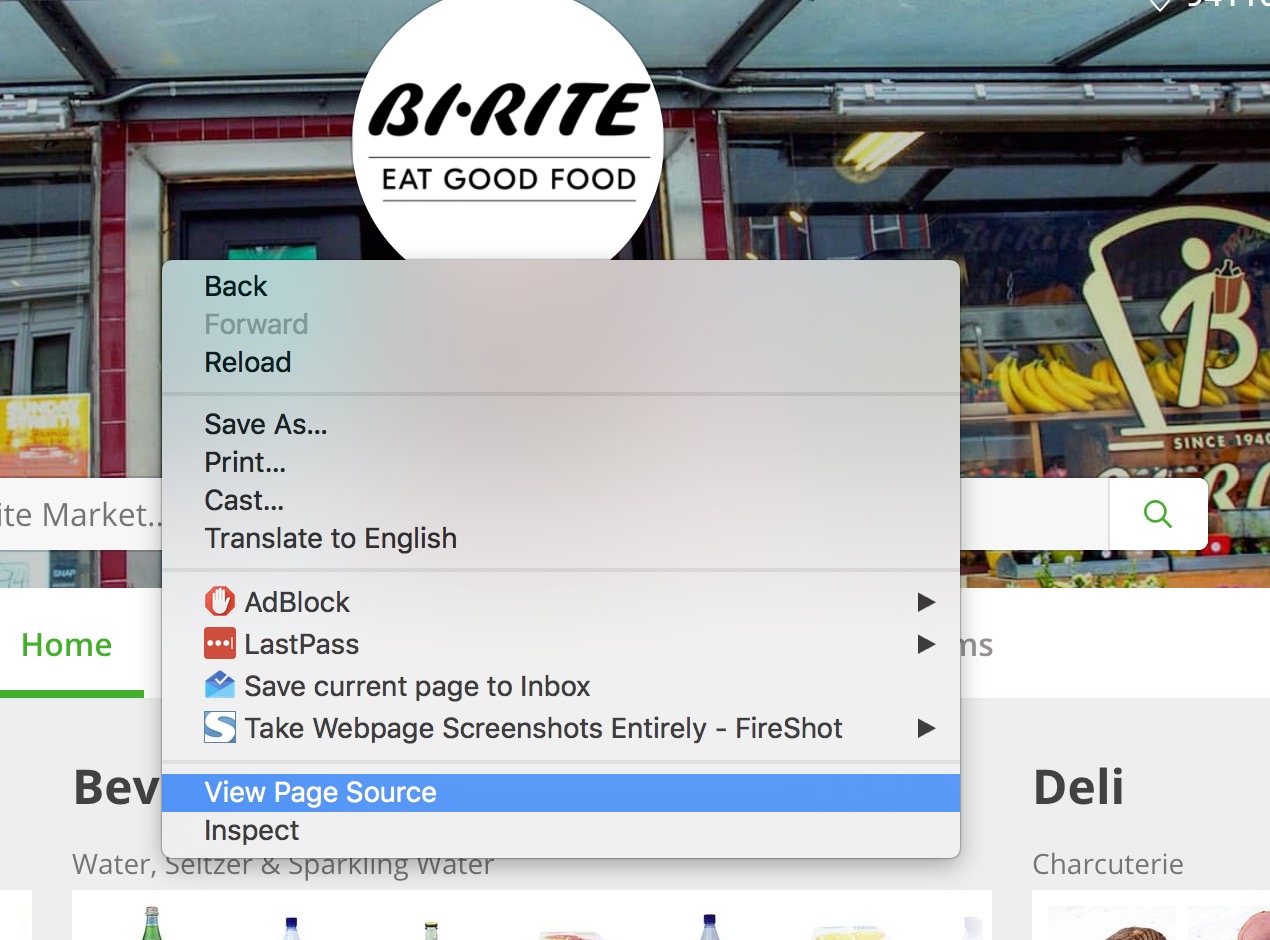 BI-RITE
EAT GOOD FOOD
Back
Forward
Reload
Save As...
Print...
Cast...
Translate to English
AdBlock
LastPass
Save current page to Inbox
Take Webpage Screenshots Entirely - FireShot
View Page Source
Inspect
SINCE 1940
ite Market..
Home
ms
Bev
Deli
Water, Seltzer & Sparkling Water
Charcuterie